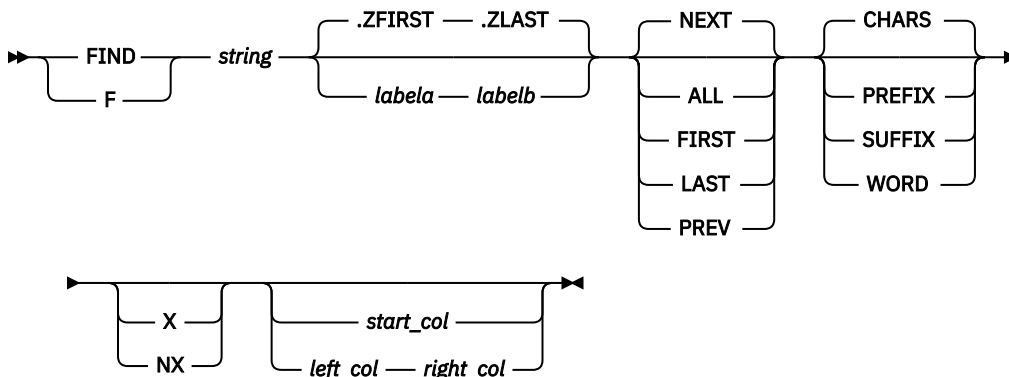 .ZFIRST .ZLAST NEXT CHARS
FIND string
F labela labelb ALL PREFIX
FIRST SUFFIX
LAST WORD
PREV
X start_col
NX left_col right_col